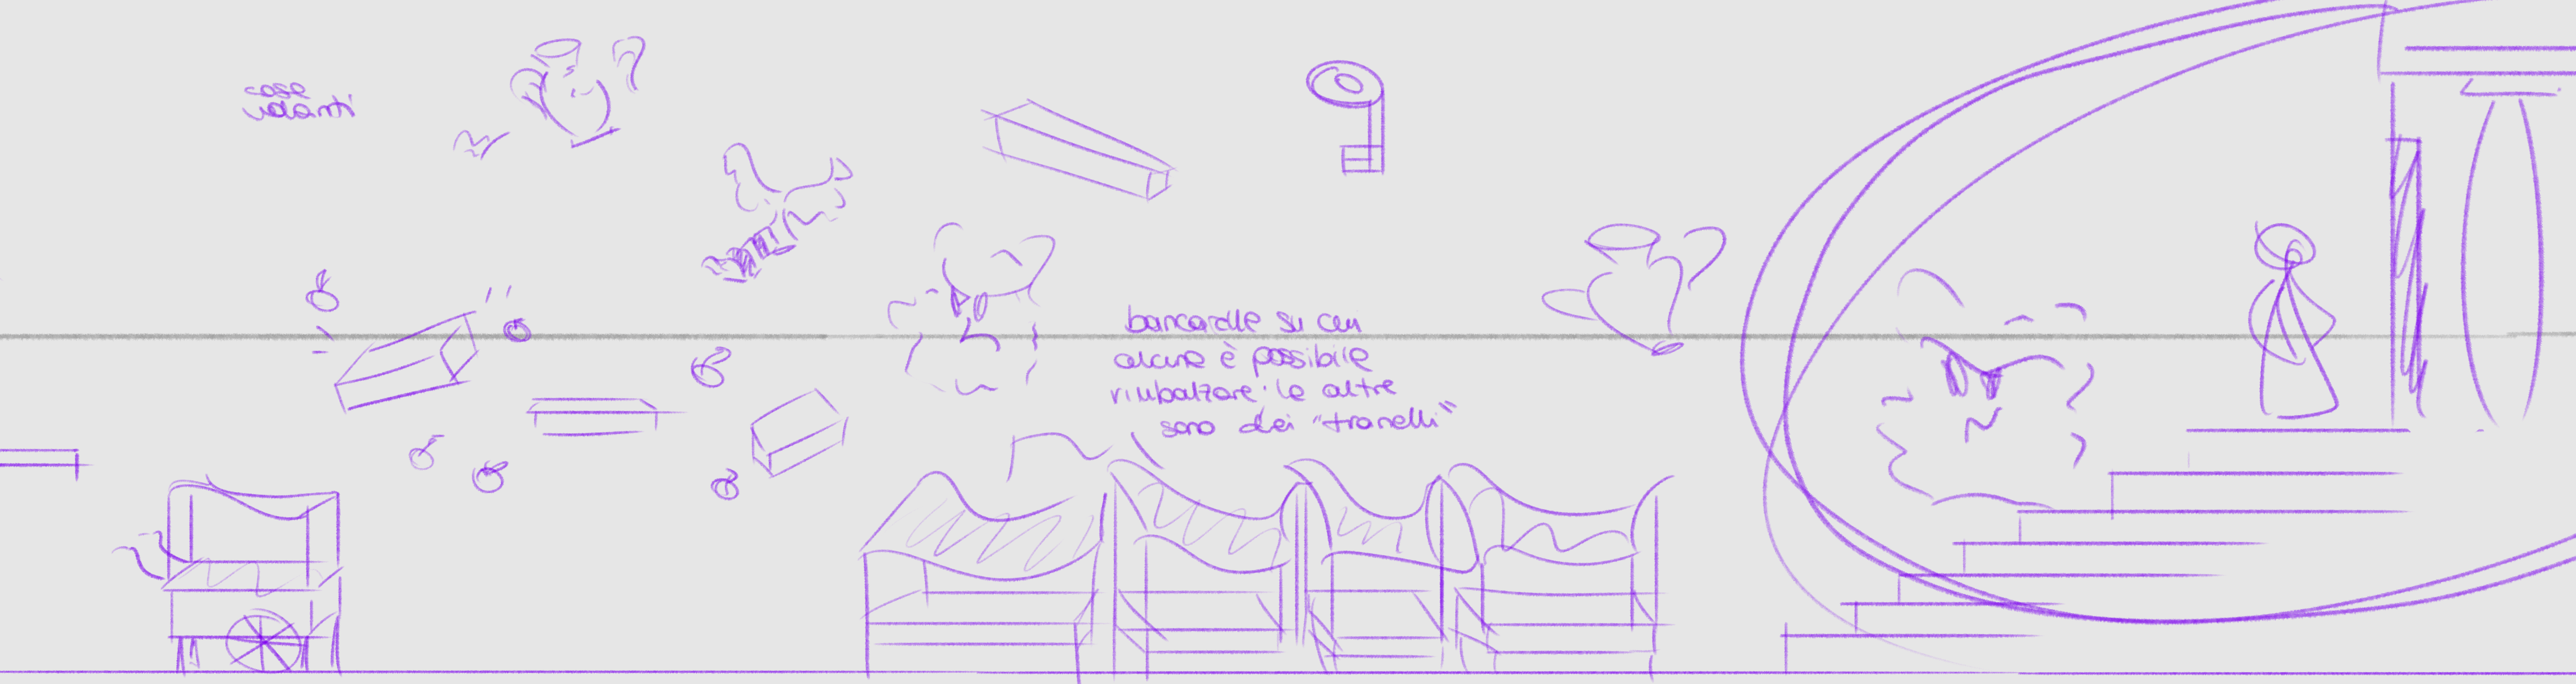 cose
volanti
bancarelle su cui
alcune è possibile
rimbalzare. le altre
sono dei "tranelli"